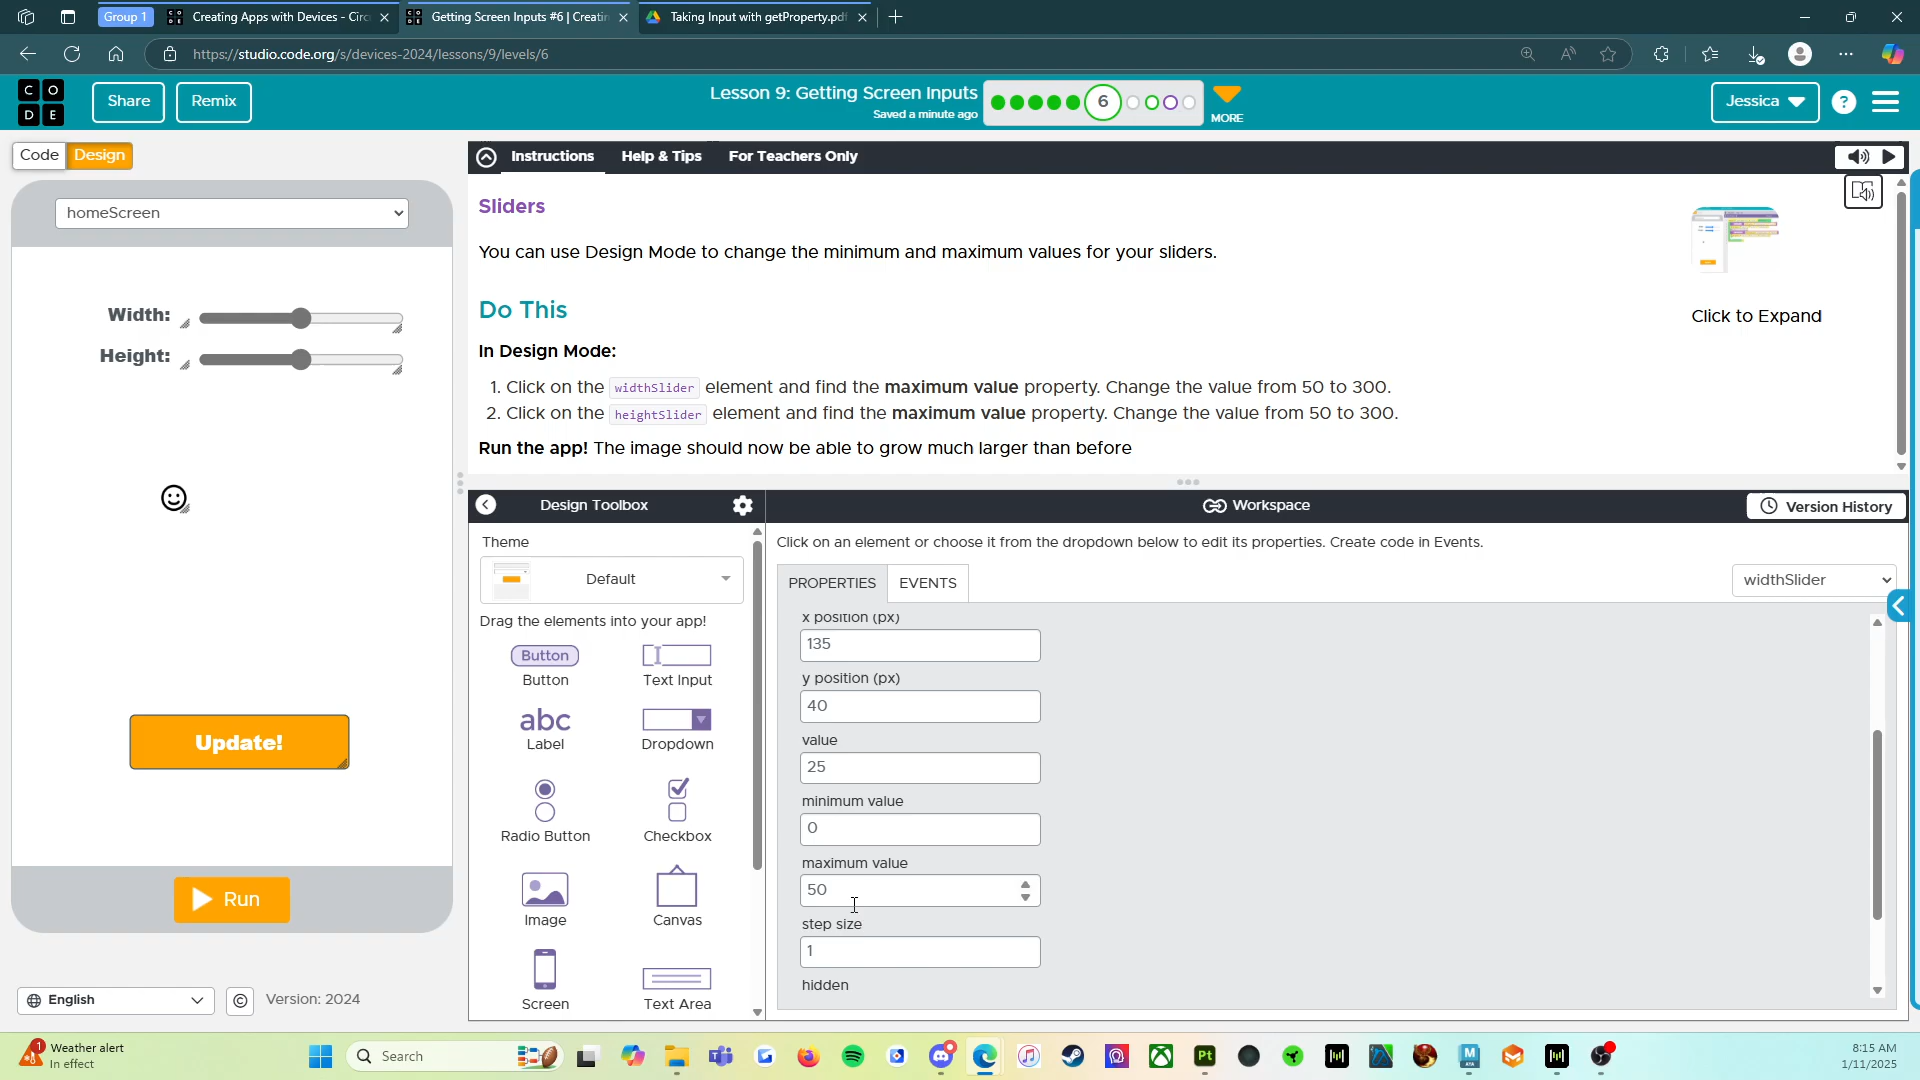 Group 1
Creating Apps with Devices - Circ
Getting Screen Inputs #6 | Creatin
Taking Input with getProperty.pdf
https://studio.code.org/s/devices-2024/lessons/9/levels/6
C O
D E
Share
Remix
Lesson 9: Getting Screen Inputs
Saved a minute ago
6
MORE
Jessica
?
Code
Design
Instructions
Help & Tips
For Teachers Only
homeScreen
Width:
Height:
Update!
Run
Sliders
You can use Design Mode to change the minimum and maximum values for your sliders.
Do This
In Design Mode:
1. Click on the widthSlider element and find the maximum value property. Change the value from 50 to 300.
2. Click on the heightSlider element and find the maximum value property. Change the value from 50 to 300.
Run the app! The image should now be able to grow much larger than before
Click to Expand
Design Toolbox
Workspace
Version History
Theme
Default
Drag the elements into your app!
Button
Button
Text Input
abc
Label
Dropdown
Radio Button
Checkbox
Image
Canvas
Screen
Text Area
Click on an element or choose it from the dropdown below to edit its properties. Create code in Events.
PROPERTIES
EVENTS
widthSlider
x position (px)
135
y position (px)
40
value
25
minimum value
0
maximum value
50
step size
1
hidden
English
Version: 2024
1
Weather alert
In effect
Search
Pt
M
8:15 AM
1/11/2025